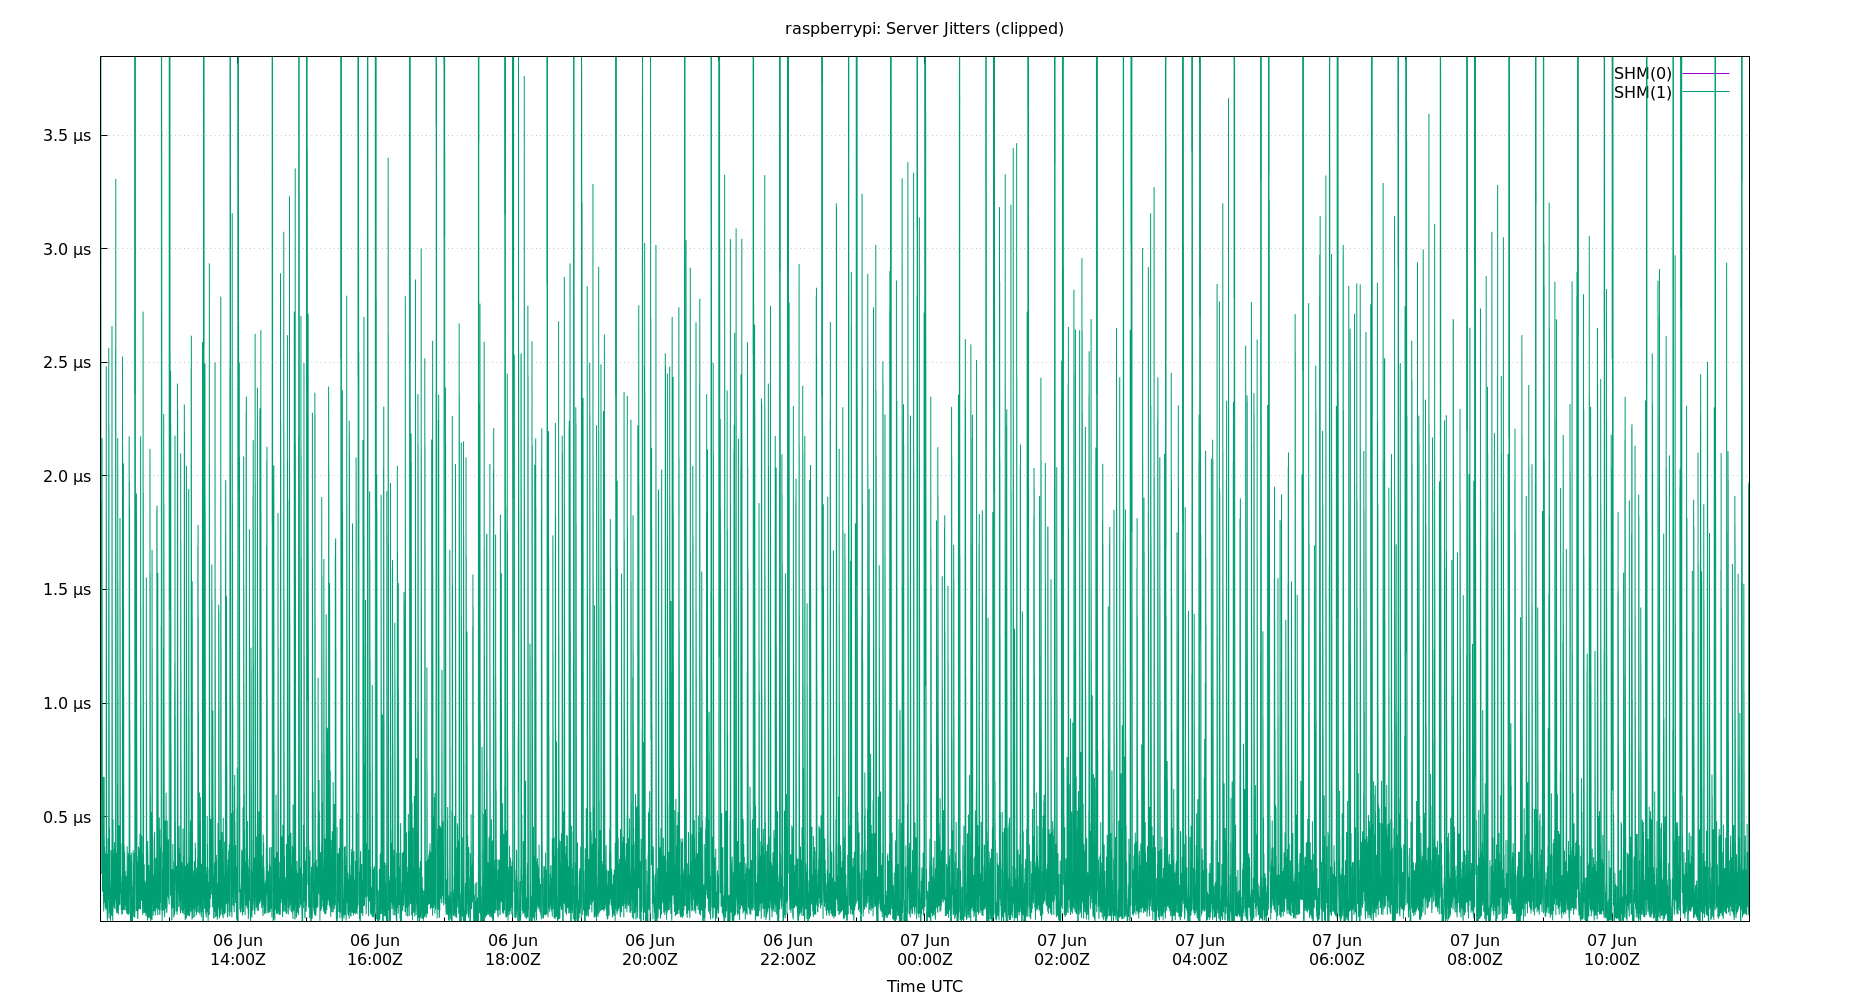 raspberrypi: Server Jitters (clipped)
SHM(0)
SHM(1)
3.5 µs
3.0 µs
2.5 µs
2.0 µs
1.5 µs
1.0 µs
0.5 µs
06 Jun 06 Jun 06 Jun 06 Jun 06 Jun 07 Jun 07 Jun 07 Jun 07 Jun 07 Jun 07 Jun
14:00Z 16:00Z 18:00Z 20:00Z 22:00Z 00:00Z 02:00Z 04:00Z 06:00Z 08:00Z 10:00Z
Time UTC